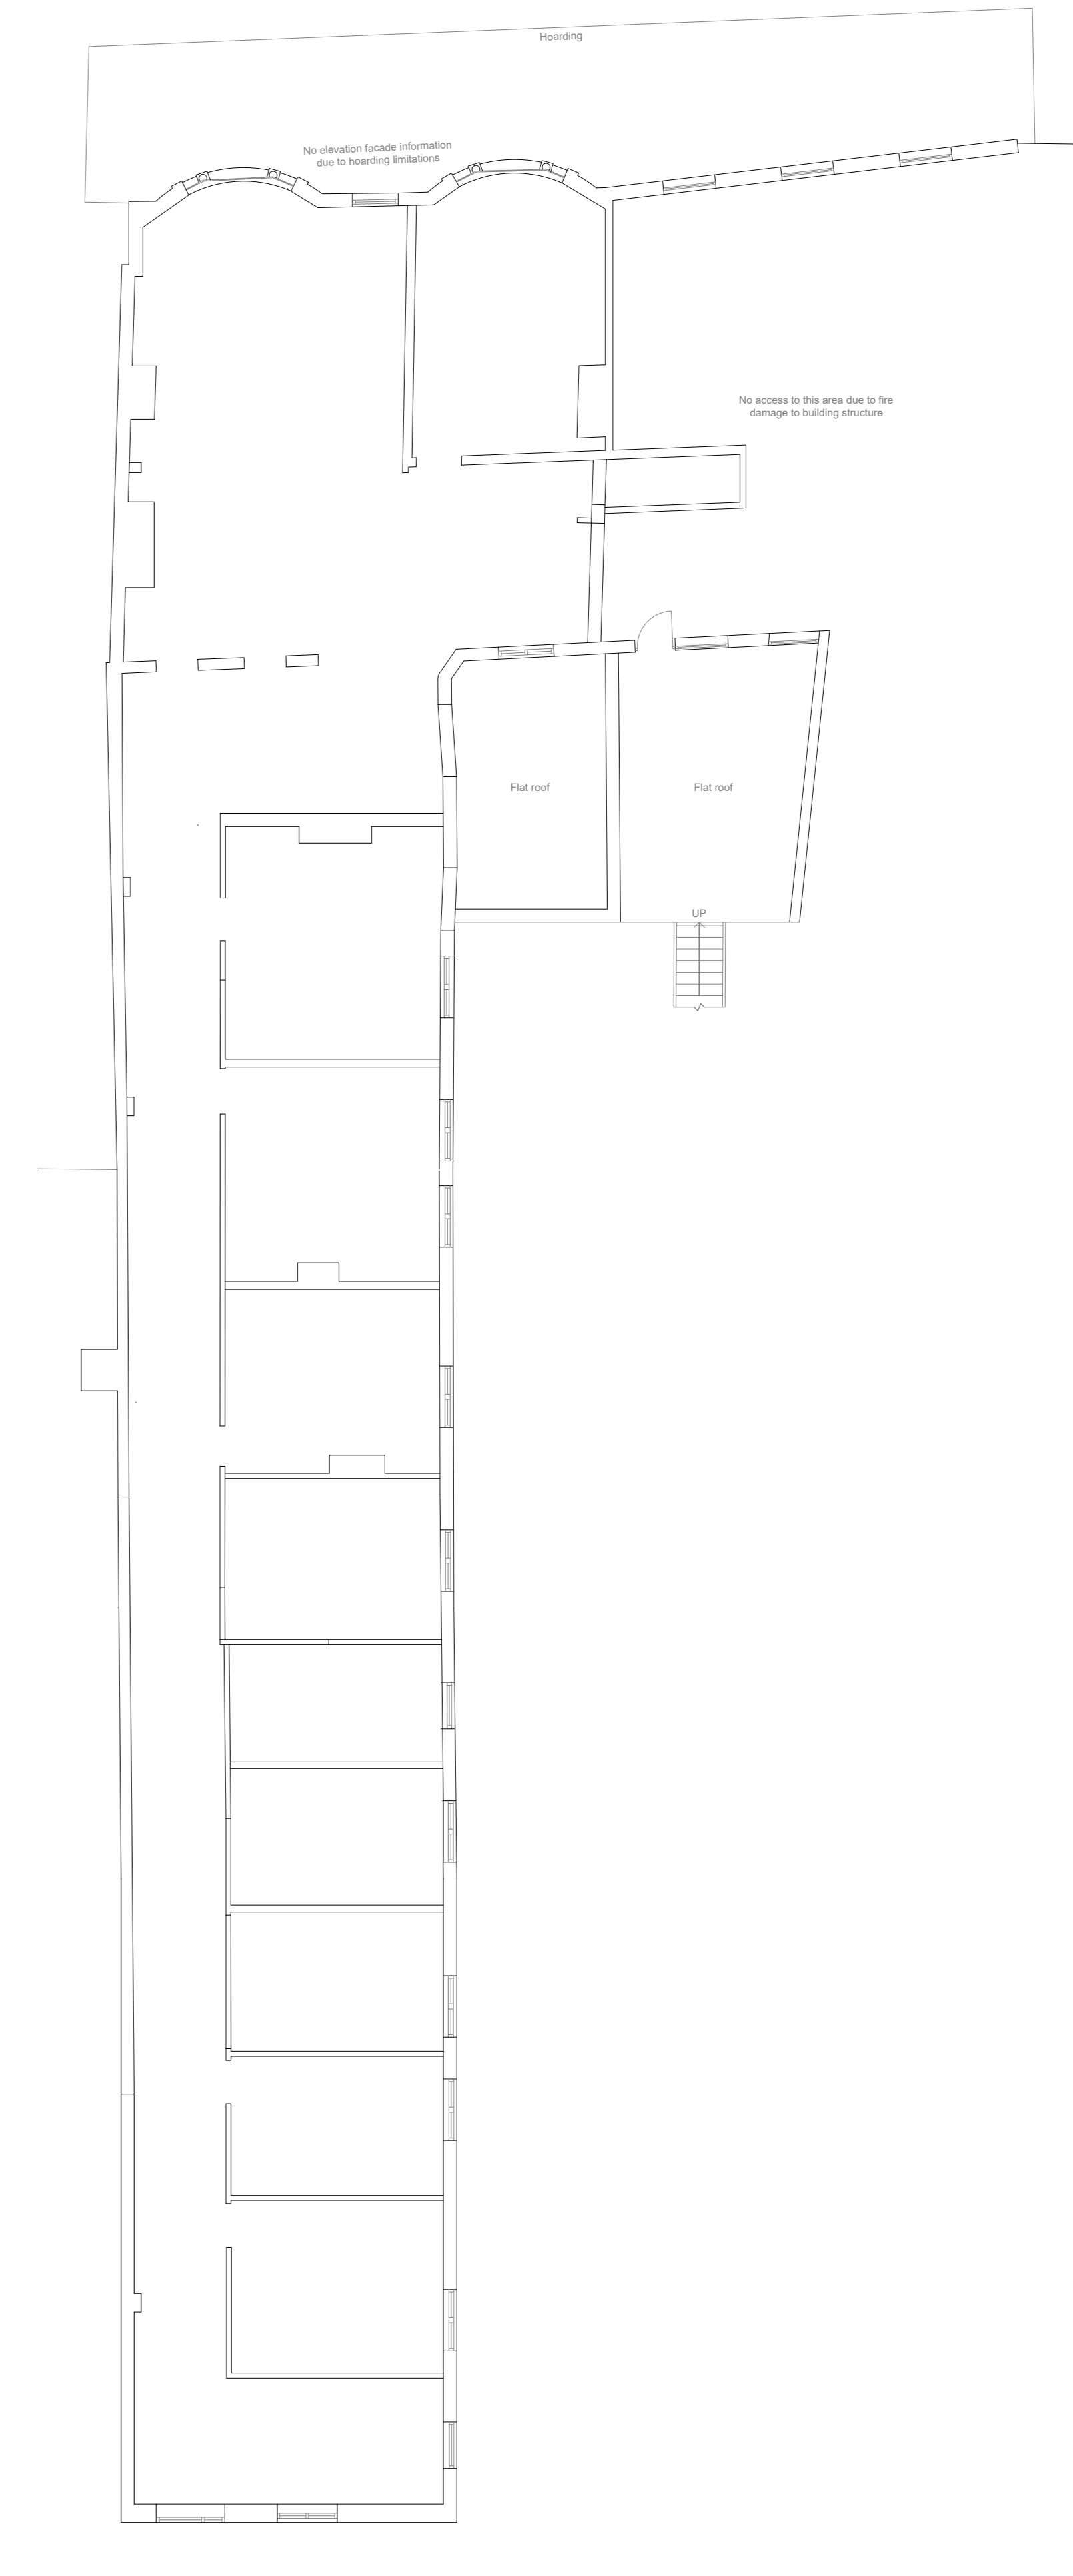 Hoarding
No elevation facade information
due to hoarding limitations
No access to this area due to fire
damage to building structure
Flat roof
Flat roof
UP